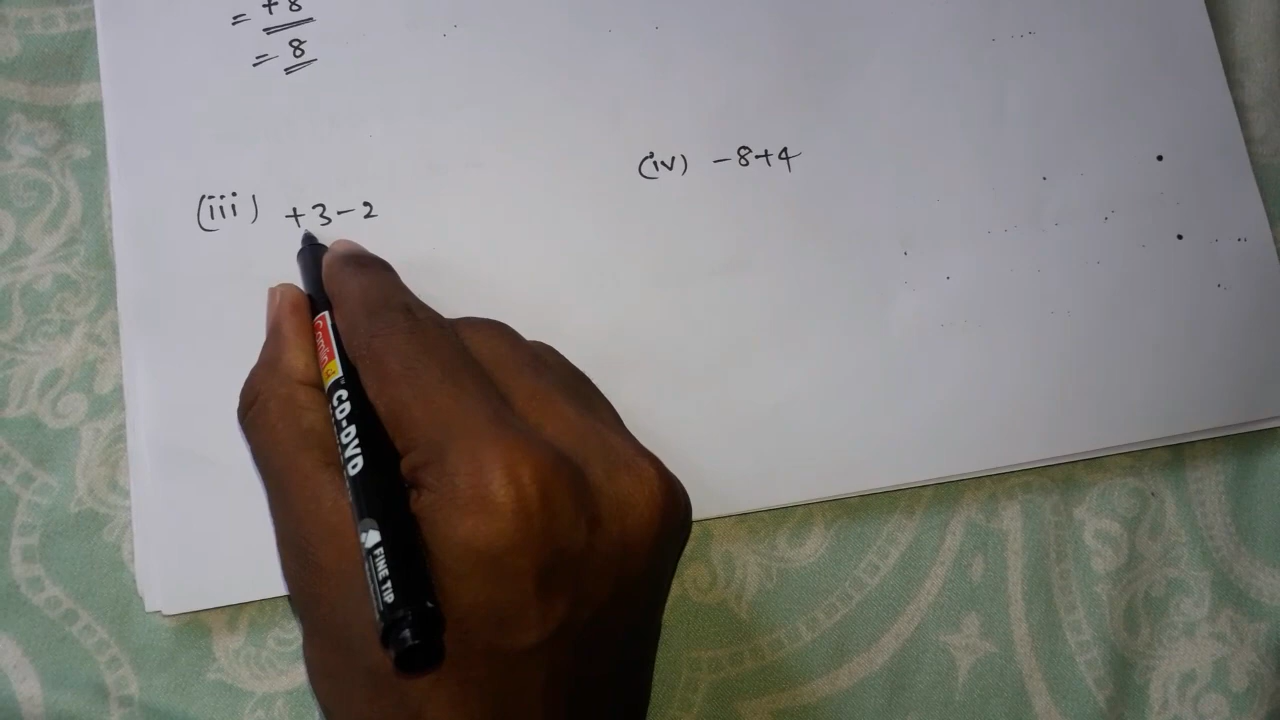 = +8
= 8
(iii) +3-2
(iv) -8+4
Camlin
CD-DVD
FINE TIP